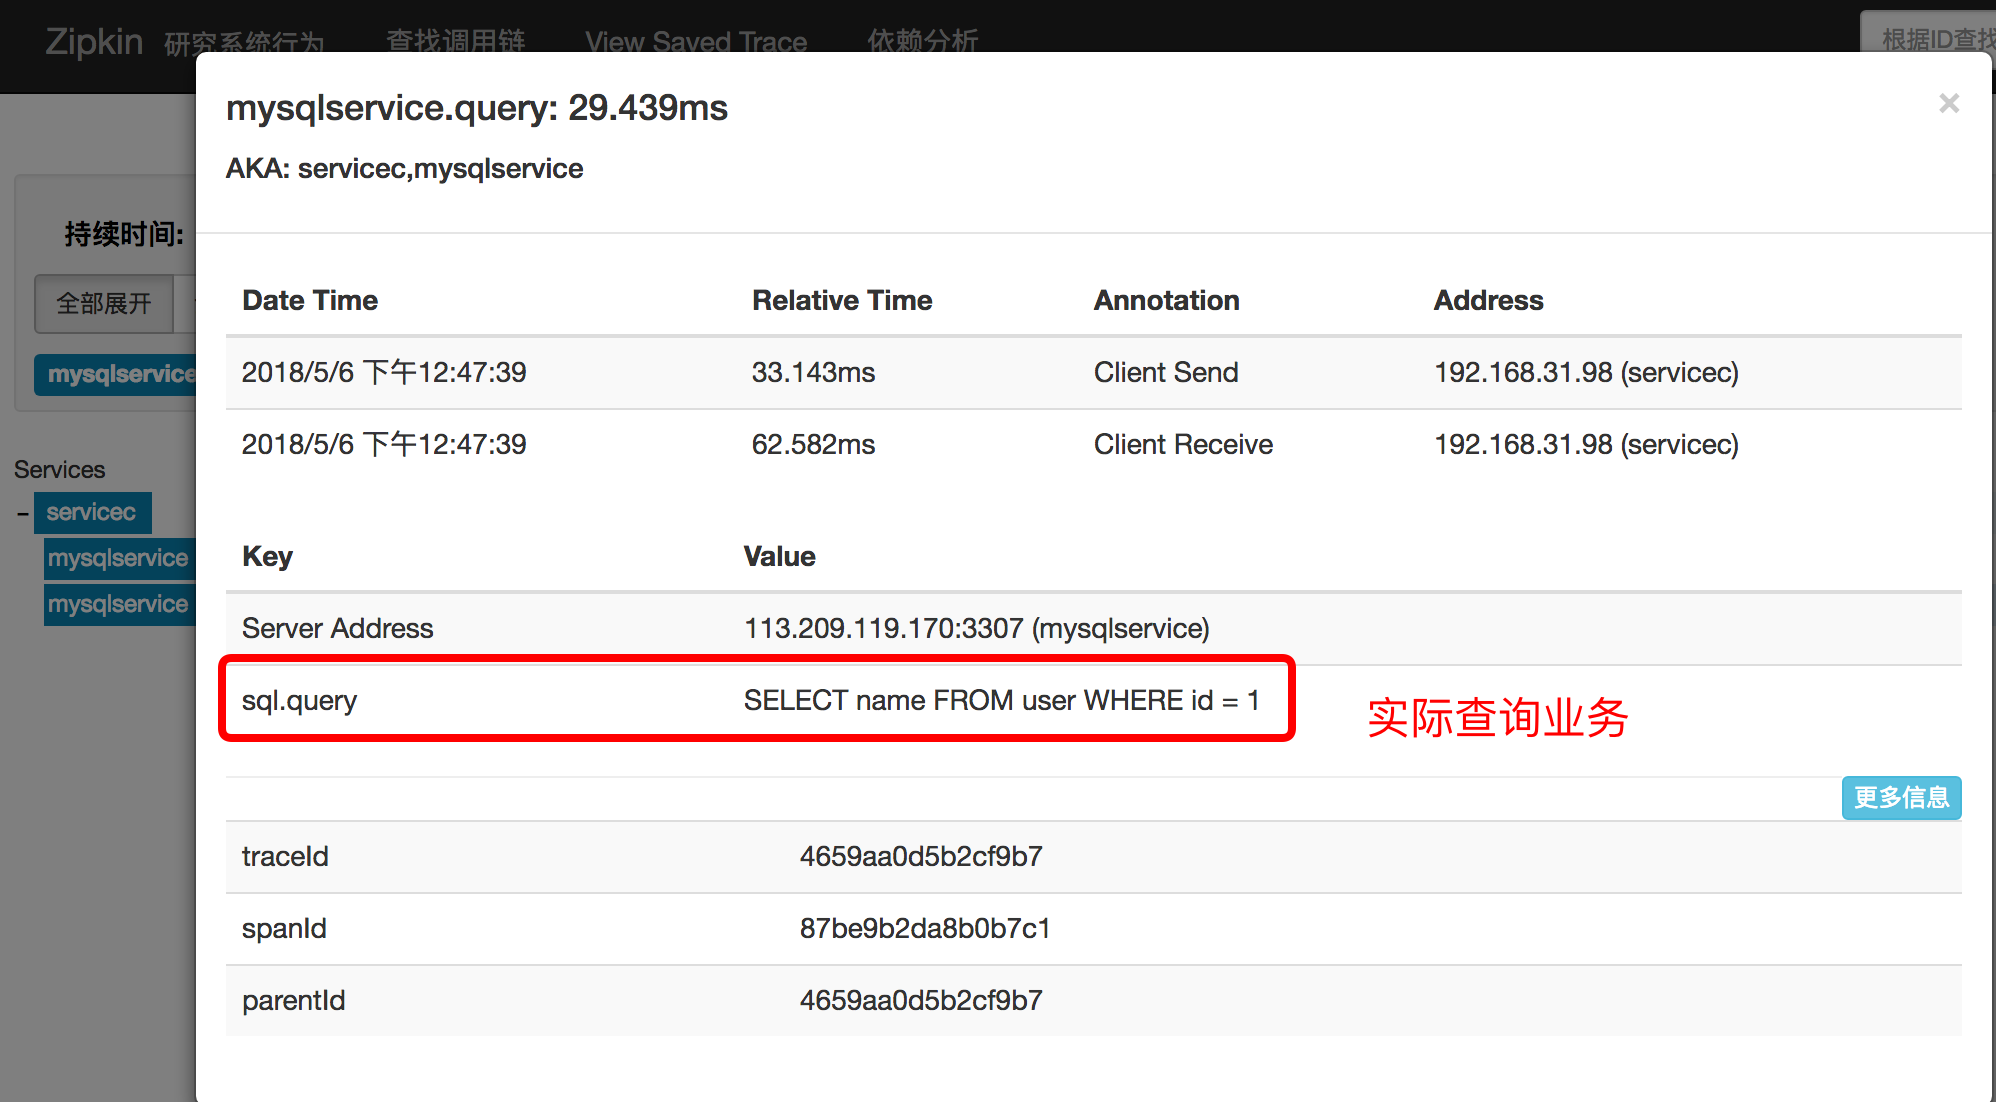 Zipkin 研究系统行为 查找调用链 View Saved Trace 依赖分析 根据ID查找
mysqlservice.query: 29.439ms ×
AKA: servicec,mysqlservice
持续时间:
全部展开
mysqlservice
Services
− servicec
mysqlservice
mysqlservice
Date Time Relative Time Annotation Address
2018/5/6 下午12:47:39 33.143ms Client Send 192.168.31.98 (servicec)
2018/5/6 下午12:47:39 62.582ms Client Receive 192.168.31.98 (servicec)
Key Value
Server Address 113.209.119.170:3307 (mysqlservice)
sql.query SELECT name FROM user WHERE id = 1
实际查询业务
更多信息
traceId 4659aa0d5b2cf9b7
spanId 87be9b2da8b0b7c1
parentId 4659aa0d5b2cf9b7